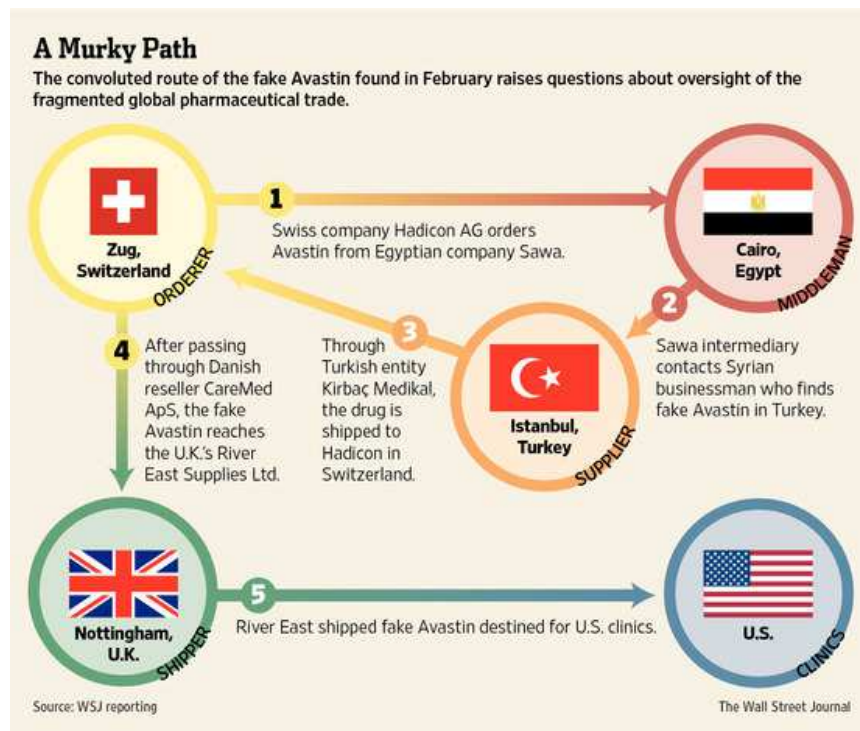 A Murky Path
The convoluted route of the fake Avastin found in February raises questions about oversight of the
fragmented global pharmaceutical trade.
Zug,
Switzerland
ORDERER
1
Swiss company Hadicon AG orders
Avastin from Egyptian company Sawa.
Cairo,
Egypt
MIDDLEMAN
2
Sawa intermediary
contacts Syrian
businessman who finds
fake Avastin in Turkey.
Istanbul,
Turkey
SUPPLIER
3
Through
Turkish entity
Kirbaç Medikal,
the drug is
shipped to
Hadicon in
Switzerland.
4
After passing
through Danish
reseller CareMed
ApS, the fake
Avastin reaches
the U.K.'s River
East Supplies Ltd.
Nottingham,
U.K.
SHIPPER
5
River East shipped fake Avastin destined for U.S. clinics.
U.S.
CLINICS
Source: WSJ reporting
The Wall Street Journal